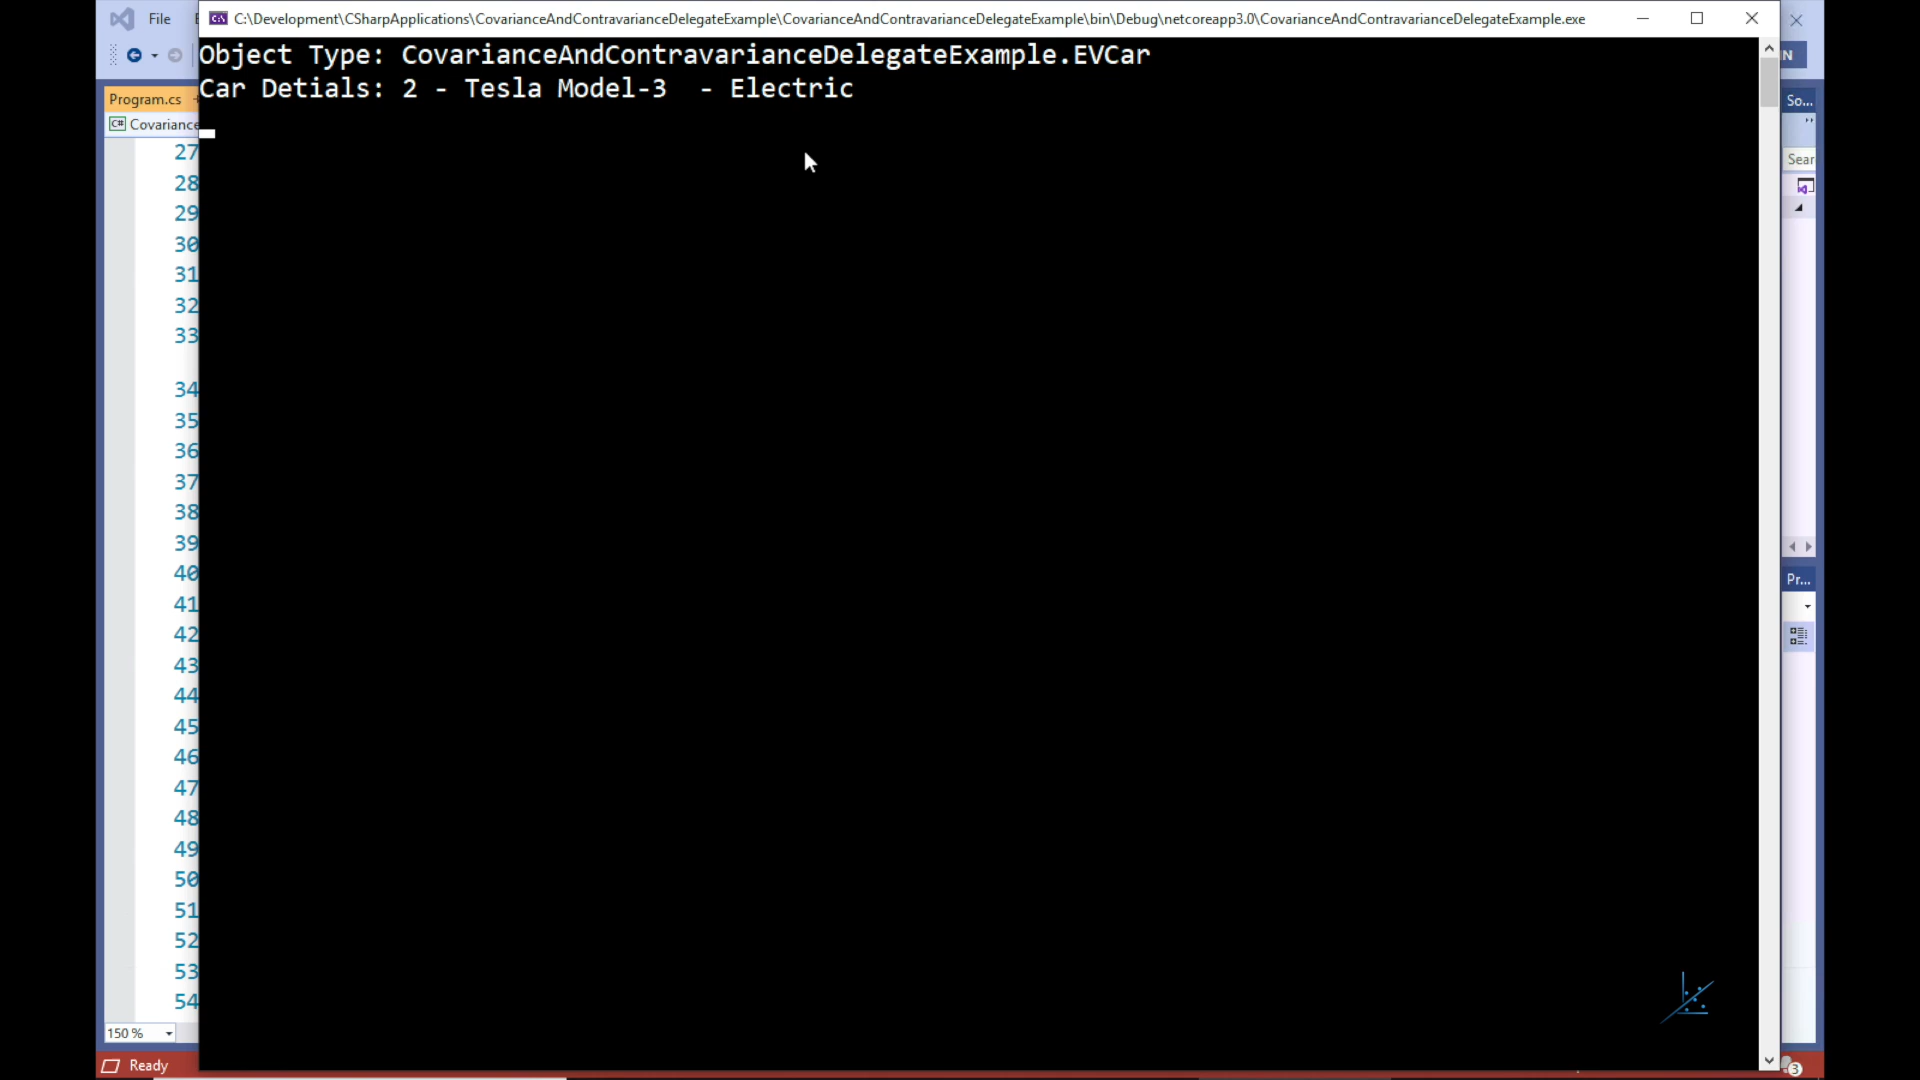 C:\Development\CSharpApplications\CovarianceAndContravarianceDelegateExample\CovarianceAndContravarianceDelegateExample\bin\Debug\netcoreapp3.0\CovarianceAndContravarianceDelegateExample.exe
File
IN
Object Type: CovarianceAndContravarianceDelegateExample.EVCar
Car Detials: 2 - Tesla Model-3  - Electric
Program.cs
So...
C# Covariance
Sear
27
28
29
30
31
32
33
34
35
36
37
38
39
40
41
42
43
44
45
46
47
48
49
50
51
52
53
54
Pr...
150 %
Ready
3